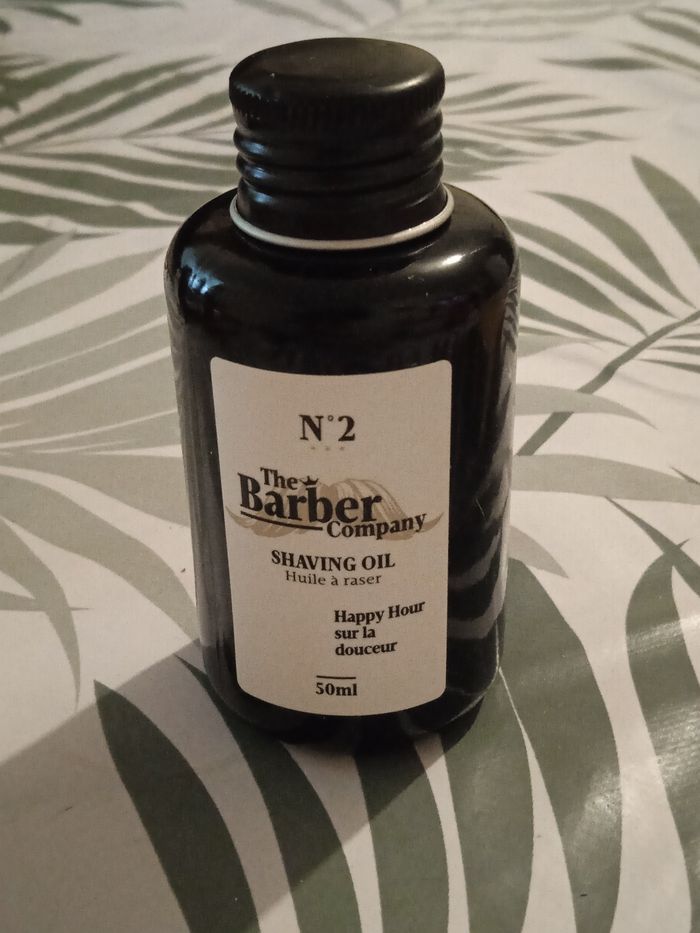 N°2
The
Barber
Company
SHAVING OIL
Huile à raser
Happy Hour
sur la
douceur
50ml